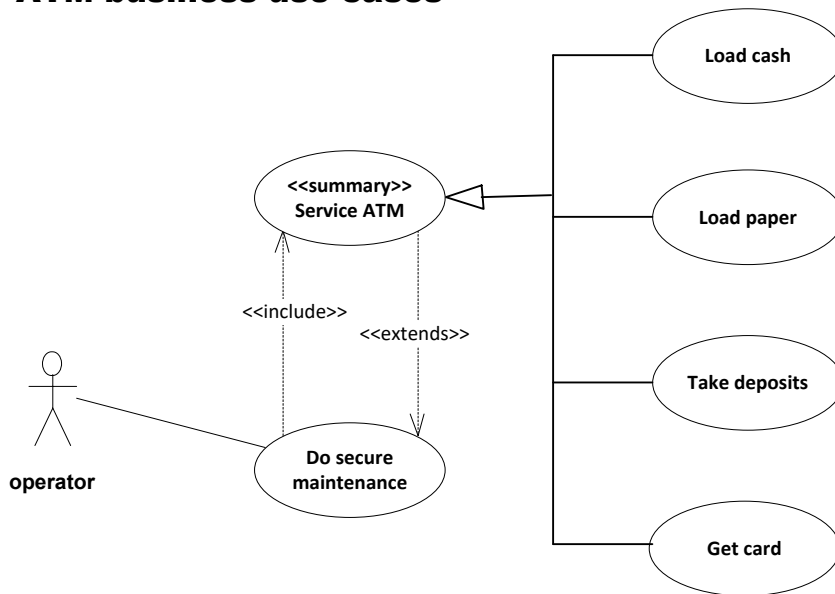 ATM business use cases
Load cash
<<summary>>
Service ATM
Load paper
<<include>>
<<extends>>
Take deposits
operator
Do secure
maintenance
Get card